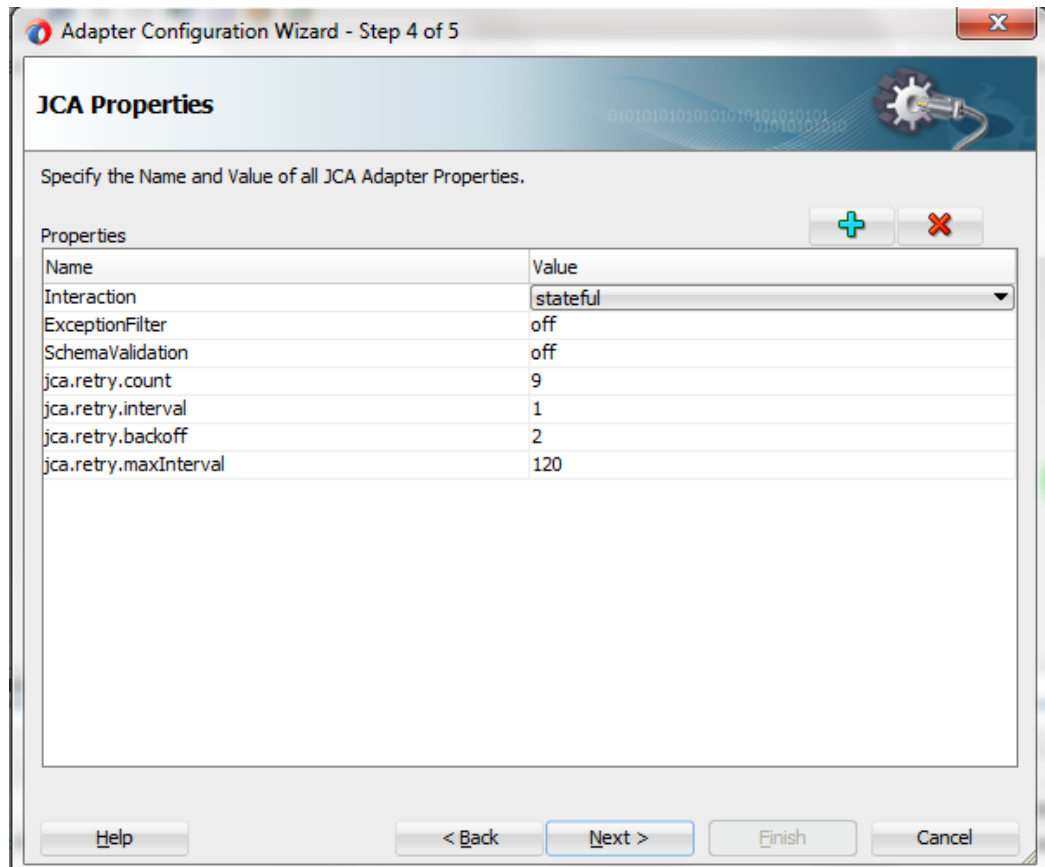 Adapter Configuration Wizard - Step 4 of 5
JCA Properties
Specify the Name and Value of all JCA Adapter Properties.
Properties
Name Value
Interaction stateful
ExceptionFilter off
SchemaValidation off
jca.retry.count 9
jca.retry.interval 1
jca.retry.backoff 2
jca.retry.maxInterval 120
Help < Back Next > Finish Cancel